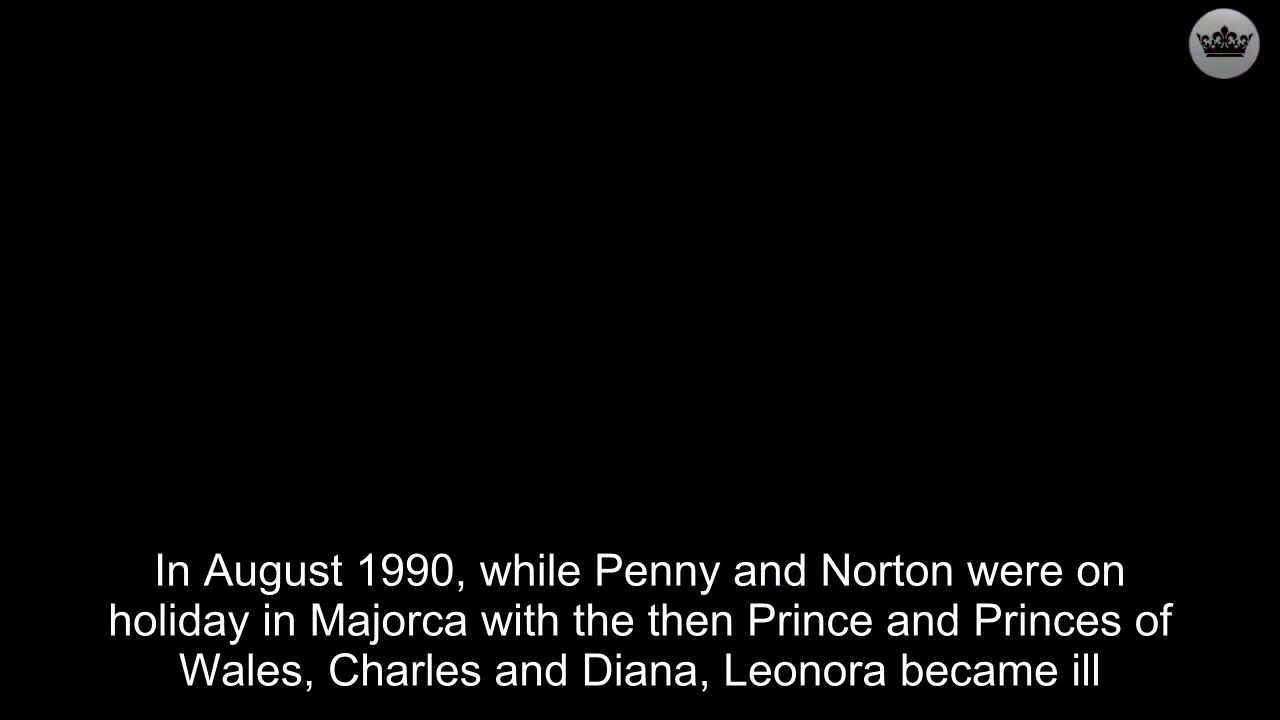 In August 1990, while Penny and Norton were on
holiday in Majorca with the then Prince and Princes of
Wales, Charles and Diana, Leonora became ill